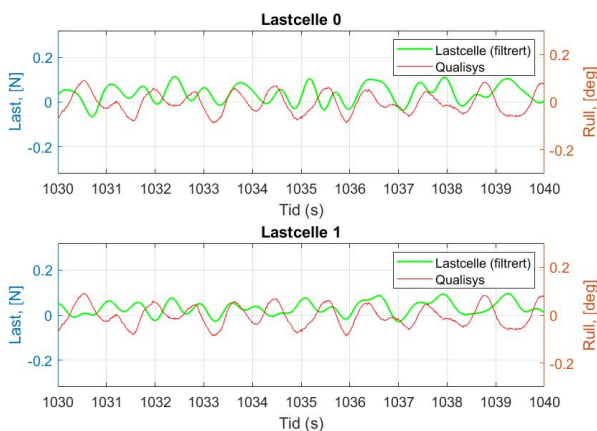 Lastcelle 0
Last, [N]
0.2
0
-0.2
Lastcelle (filtrert)
Qualisys
0.2
0
-0.2
Rull, [deg]
1030 1031 1032 1033 1034 1035 1036 1037 1038 1039 1040
Tid (s)
Lastcelle 1
Last, [N]
0.2
0
-0.2
Lastcelle (filtrert)
Qualisys
0.2
0
-0.2
Rull, [deg]
1030 1031 1032 1033 1034 1035 1036 1037 1038 1039 1040
Tid (s)